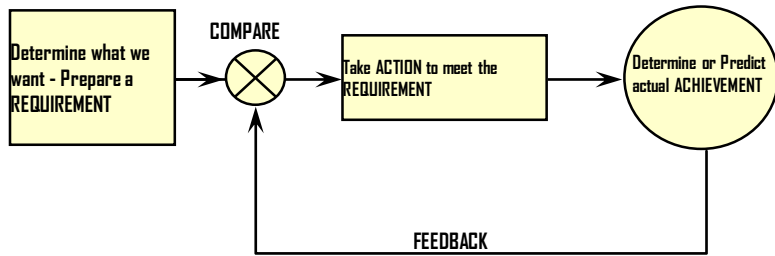 COMPARE
Determine what we
want - Prepare a
REQUIREMENT
Take ACTION to meet the
REQUIREMENT
Determine or Predict
actual ACHIEVEMENT
FEEDBACK